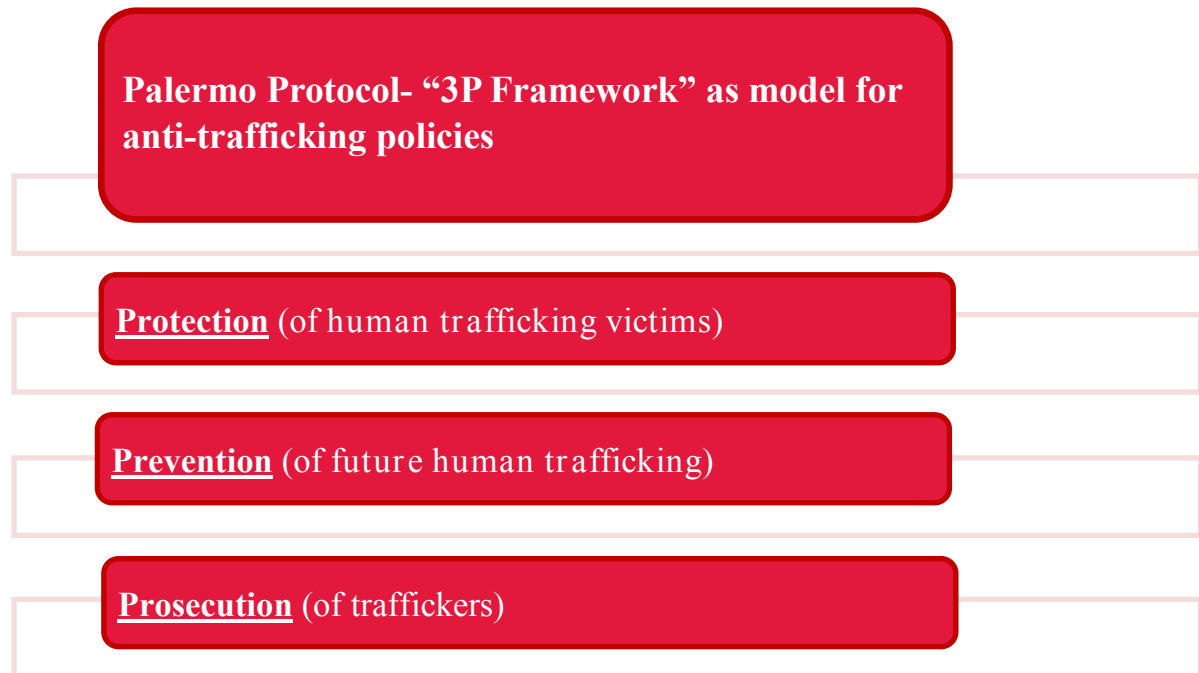 Palermo Protocol- “3P Framework” as model for
anti-trafficking policies
Protection (of human trafficking victims)
Prevention (of future human trafficking)
Prosecution (of traffickers)